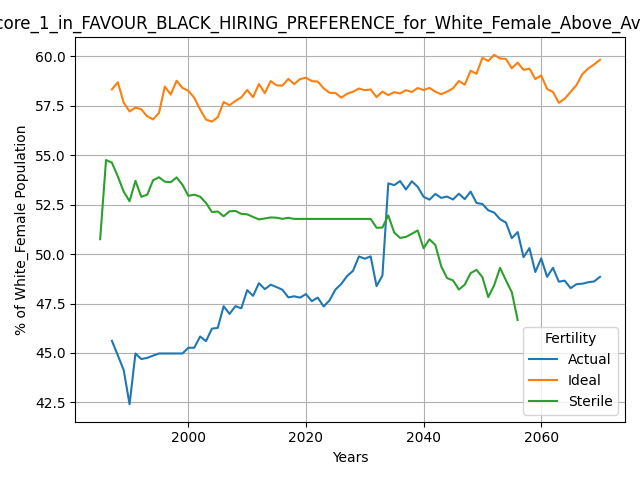 core_1_in_FAVOUR_BLACK_HIRING_PREFERENCE_for_White_Female_Above_Av
60.0
57.5
55.0
52.5
50.0
47.5
45.0
42.5
% of White_Female Population
2000
2020
2040
2060
Years
Fertility
Actual
Ideal
Sterile